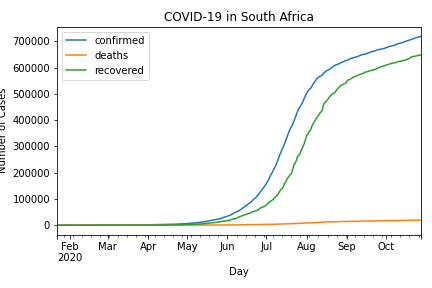 COVID-19 in South Africa
confirmed
deaths
recovered
700000
600000
500000
400000
300000
200000
100000
0
Number of Cases
Feb Mar Apr May Jun Jul Aug Sep Oct
2020
Day